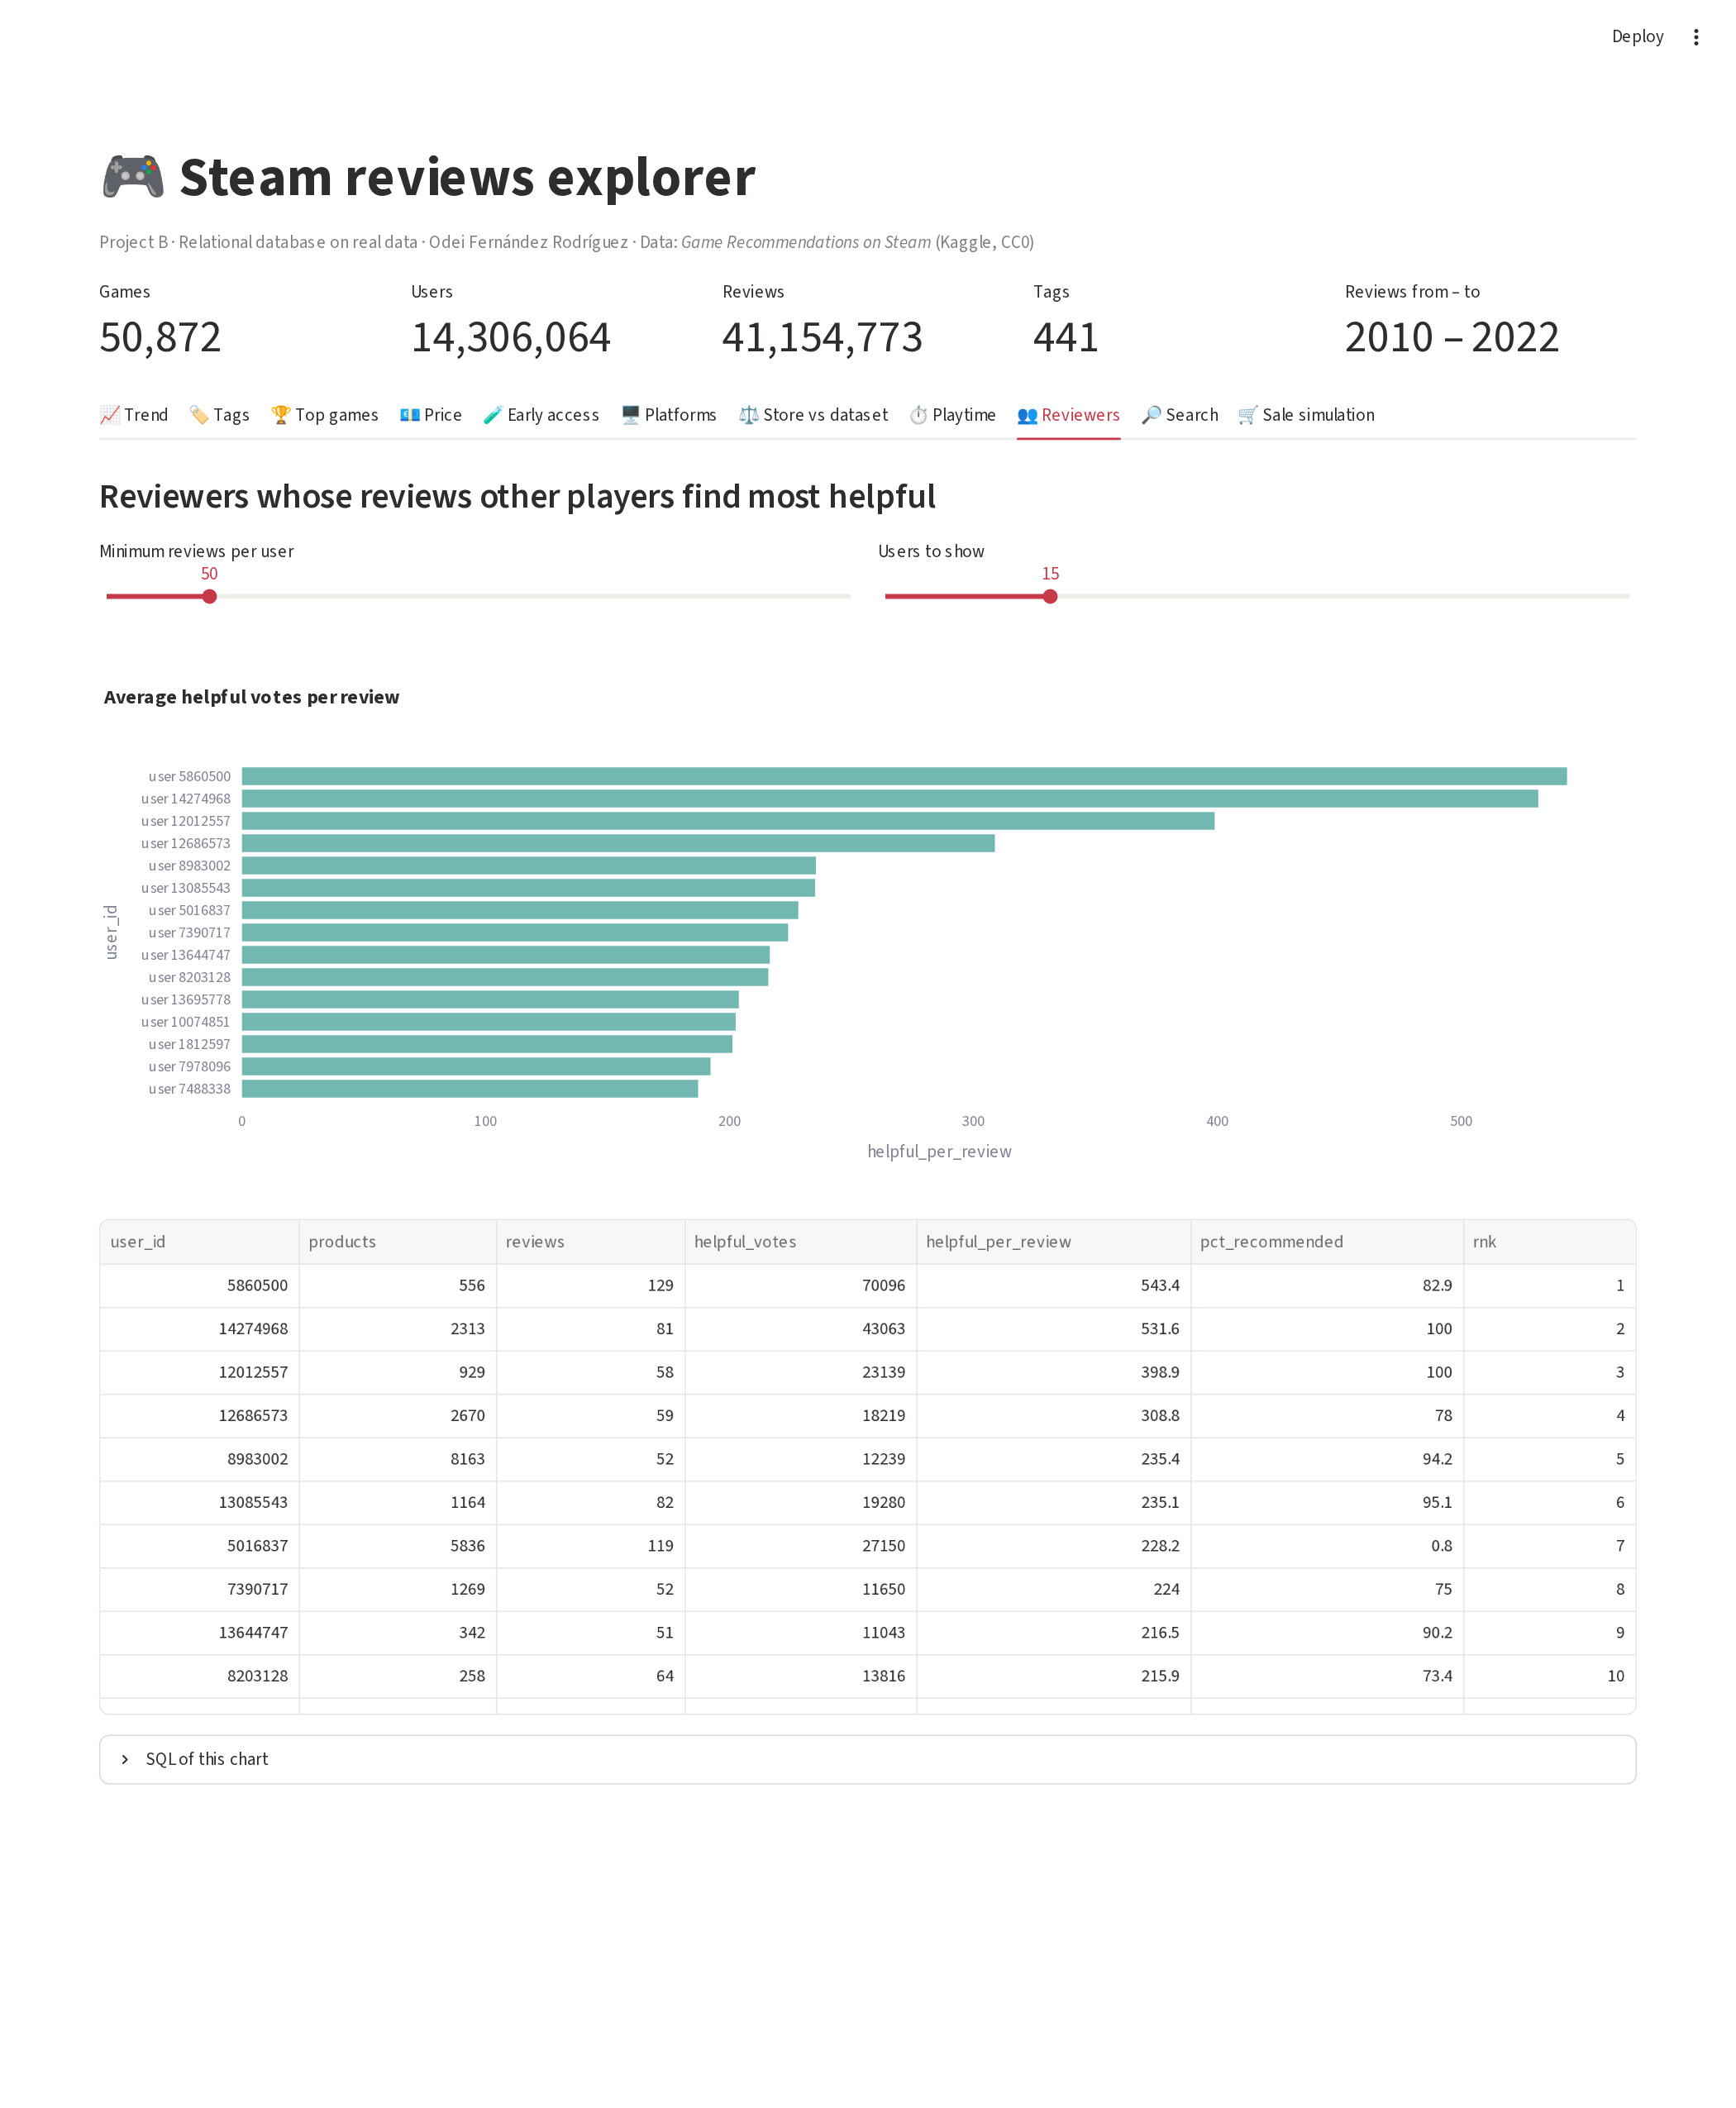 Deploy
🎮 Steam reviews explorer
Project B · Relational database on real data · Odei Fernández Rodríguez · Data: Game Recommendations on Steam (Kaggle, CC0)
Games Users Reviews Tags Reviews from – to
50,872 14,306,064 41,154,773 441 2010 – 2022
📈 Trend 🏷️ Tags 🏆 Top games 💶 Price 🧪 Early access 🖥️ Platforms ⚖️ Store vs dataset ⏱️ Playtime 👥 Reviewers 🔎 Search 🛒 Sale simulation
Reviewers whose reviews other players find most helpful
Minimum reviews per user Users to show
50 15
Average helpful votes per review
user_id
user 5860500
user 14274968
user 12012557
user 12686573
user 8983002
user 13085543
user 5016837
user 7390717
user 13644747
user 8203128
user 13695778
user 10074851
user 1812597
user 7978096
user 7488338
0 100 200 300 400 500
helpful_per_review
user_id products reviews helpful_votes helpful_per_review pct_recommended rnk
5860500 556 129 70096 543.4 82.9 1
14274968 2313 81 43063 531.6 100 2
12012557 929 58 23139 398.9 100 3
12686573 2670 59 18219 308.8 78 4
8983002 8163 52 12239 235.4 94.2 5
13085543 1164 82 19280 235.1 95.1 6
5016837 5836 119 27150 228.2 0.8 7
7390717 1269 52 11650 224 75 8
13644747 342 51 11043 216.5 90.2 9
8203128 258 64 13816 215.9 73.4 10
SQL of this chart